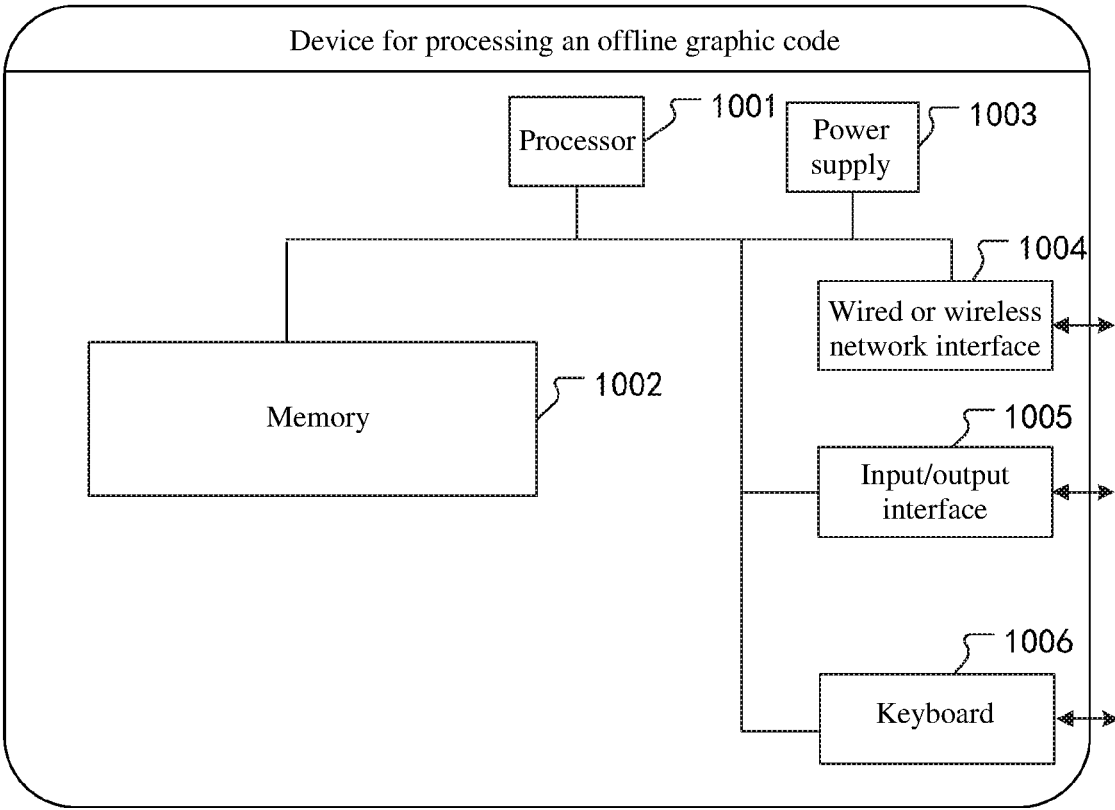 Device for processing an offline graphic code
1001
Processor
1003
Power
supply
1004
Wired or wireless
network interface
1002
Memory
1005
Input/output
interface
1006
Keyboard